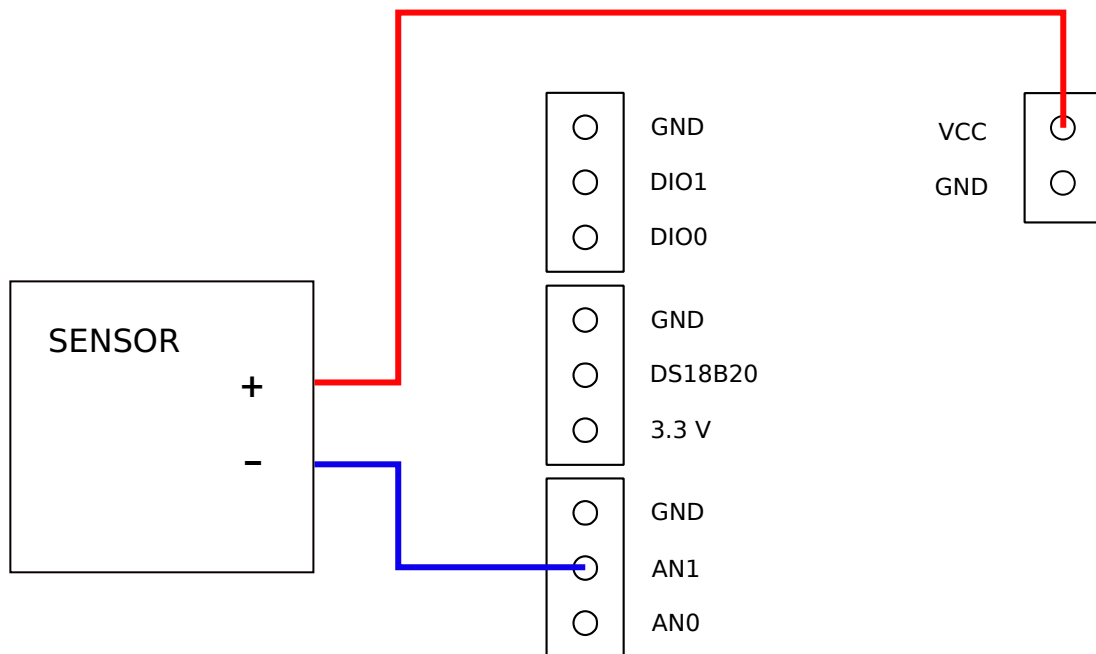 GND
VCC
DIO1
GND
DIO0
SENSOR
GND
+
DS18B20
3.3 V
–
GND
AN1
AN0